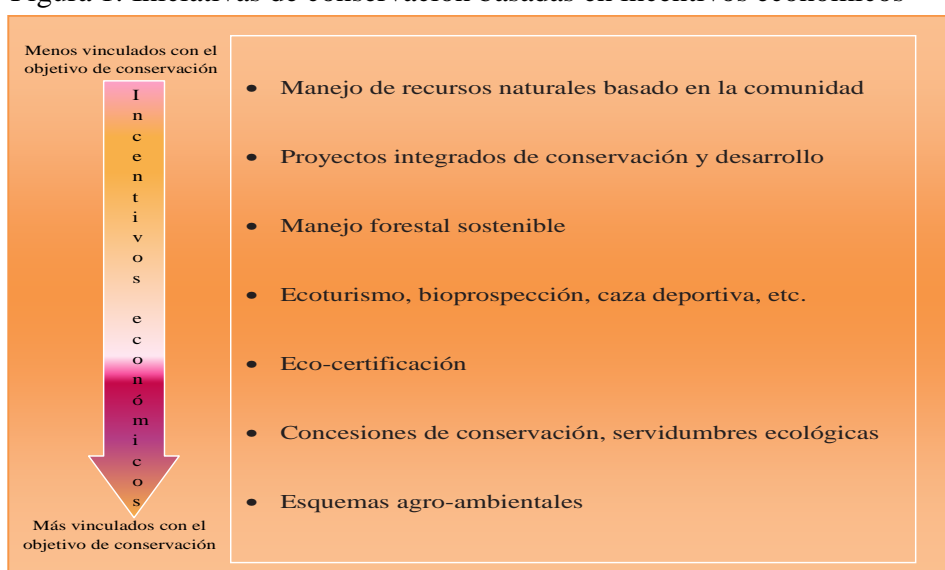 Figura 1. Iniciativas de conservación basadas en incentivos económicos
Menos vinculados con el
objetivo de conservación
Incentivos económicos
Más vinculados con el
objetivo de conservación
• Manejo de recursos naturales basado en la comunidad
• Proyectos integrados de conservación y desarrollo
• Manejo forestal sostenible
• Ecoturismo, bioprospección, caza deportiva, etc.
• Eco-certificación
• Concesiones de conservación, servidumbres ecológicas
• Esquemas agro-ambientales